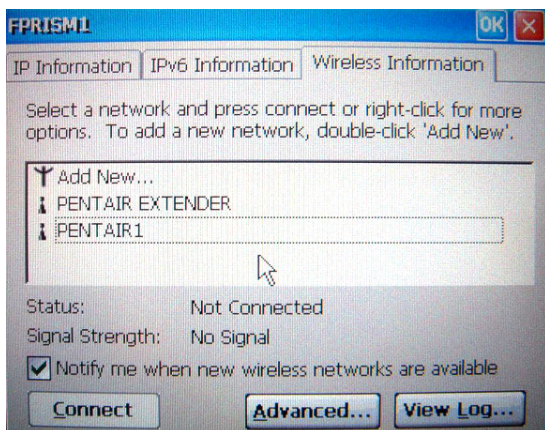 FPRISM1 OK
IP Information IPv6 Information Wireless Information
Select a network and press connect or right-click for more
options. To add a new network, double-click 'Add New'.
Add New...
PENTAIR EXTENDER
PENTAIR1
Status: Not Connected
Signal Strength: No Signal
Notify me when new wireless networks are available
Connect Advanced... View Log...